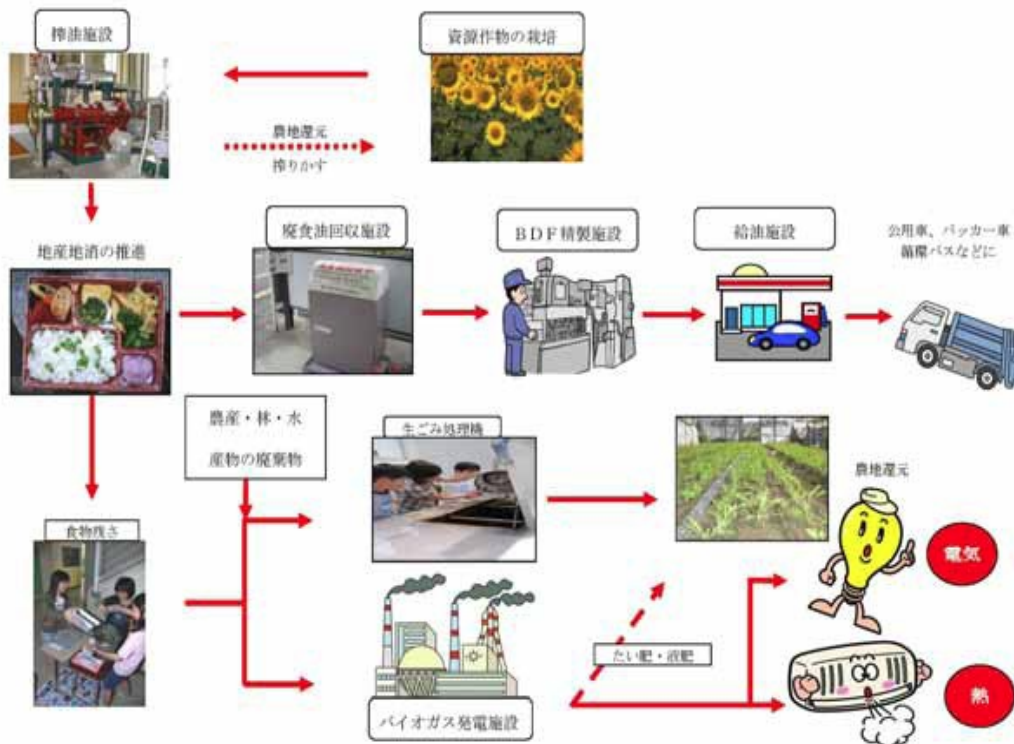 搾油施設
資源作物の栽培
農地還元
搾りかす
地産地消の推進
廃食油回収施設
BDF精製施設
給油施設
公用車、パッカー車
循環バスなどに
農産・林・水
産物の廃棄物
生ごみ処理機
農地還元
食物残さ
電気
たい肥・液肥
熱
バイオガス発電施設